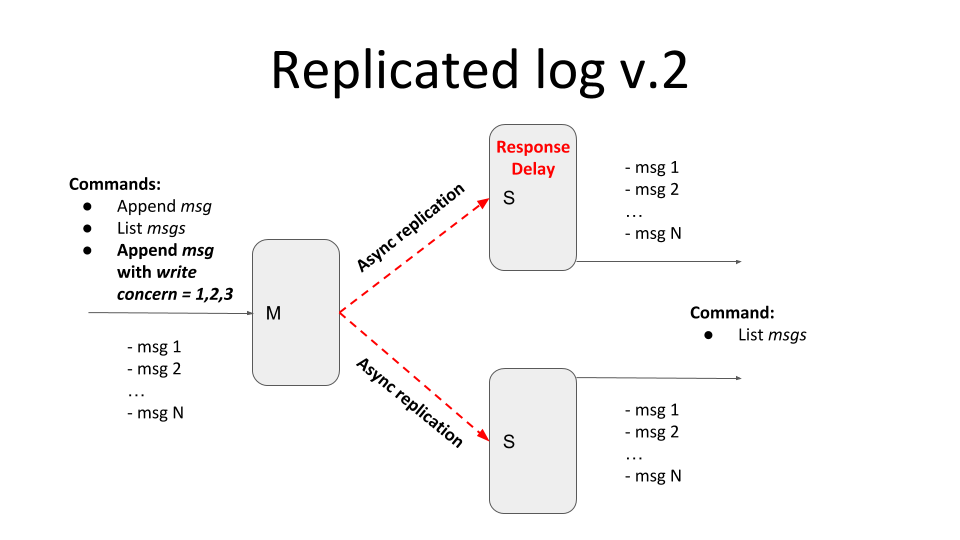 Replicated log v.2
Commands:
● Append msg
● List msgs
● Append msg
with write
concern = 1,2,3
- msg 1
- msg 2
...
- msg N
M
Async replication
Async replication
Response
Delay
S
- msg 1
- msg 2
...
- msg N
Command:
● List msgs
S
- msg 1
- msg 2
...
- msg N